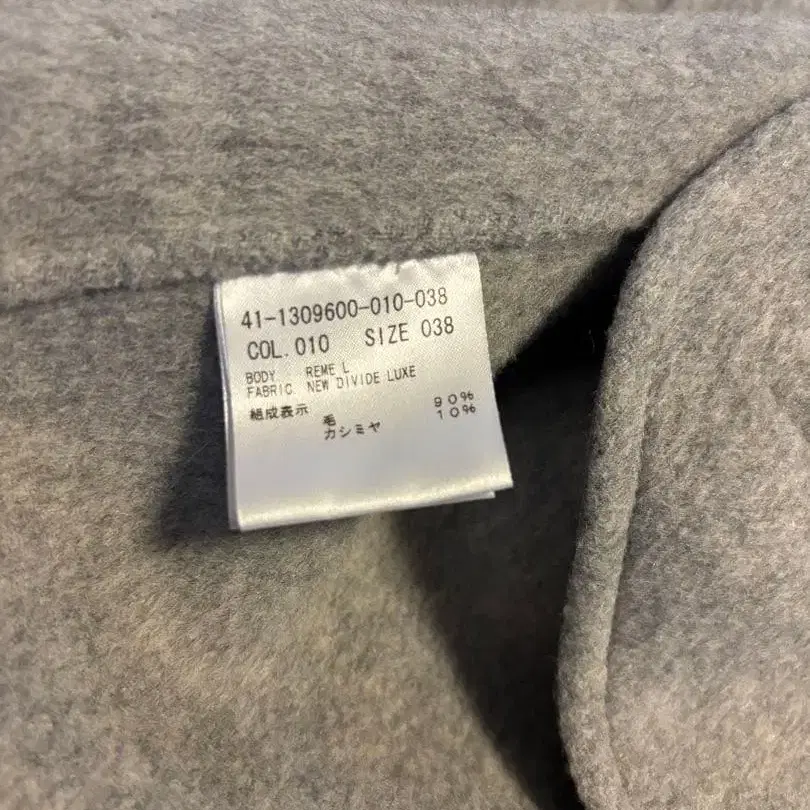 41-1309600-010-038
COL.010 SIZE 038
BODY REME L
FABRIC NEW DIVIDE LUXE
組成表示
毛 90%
カシミヤ 10%